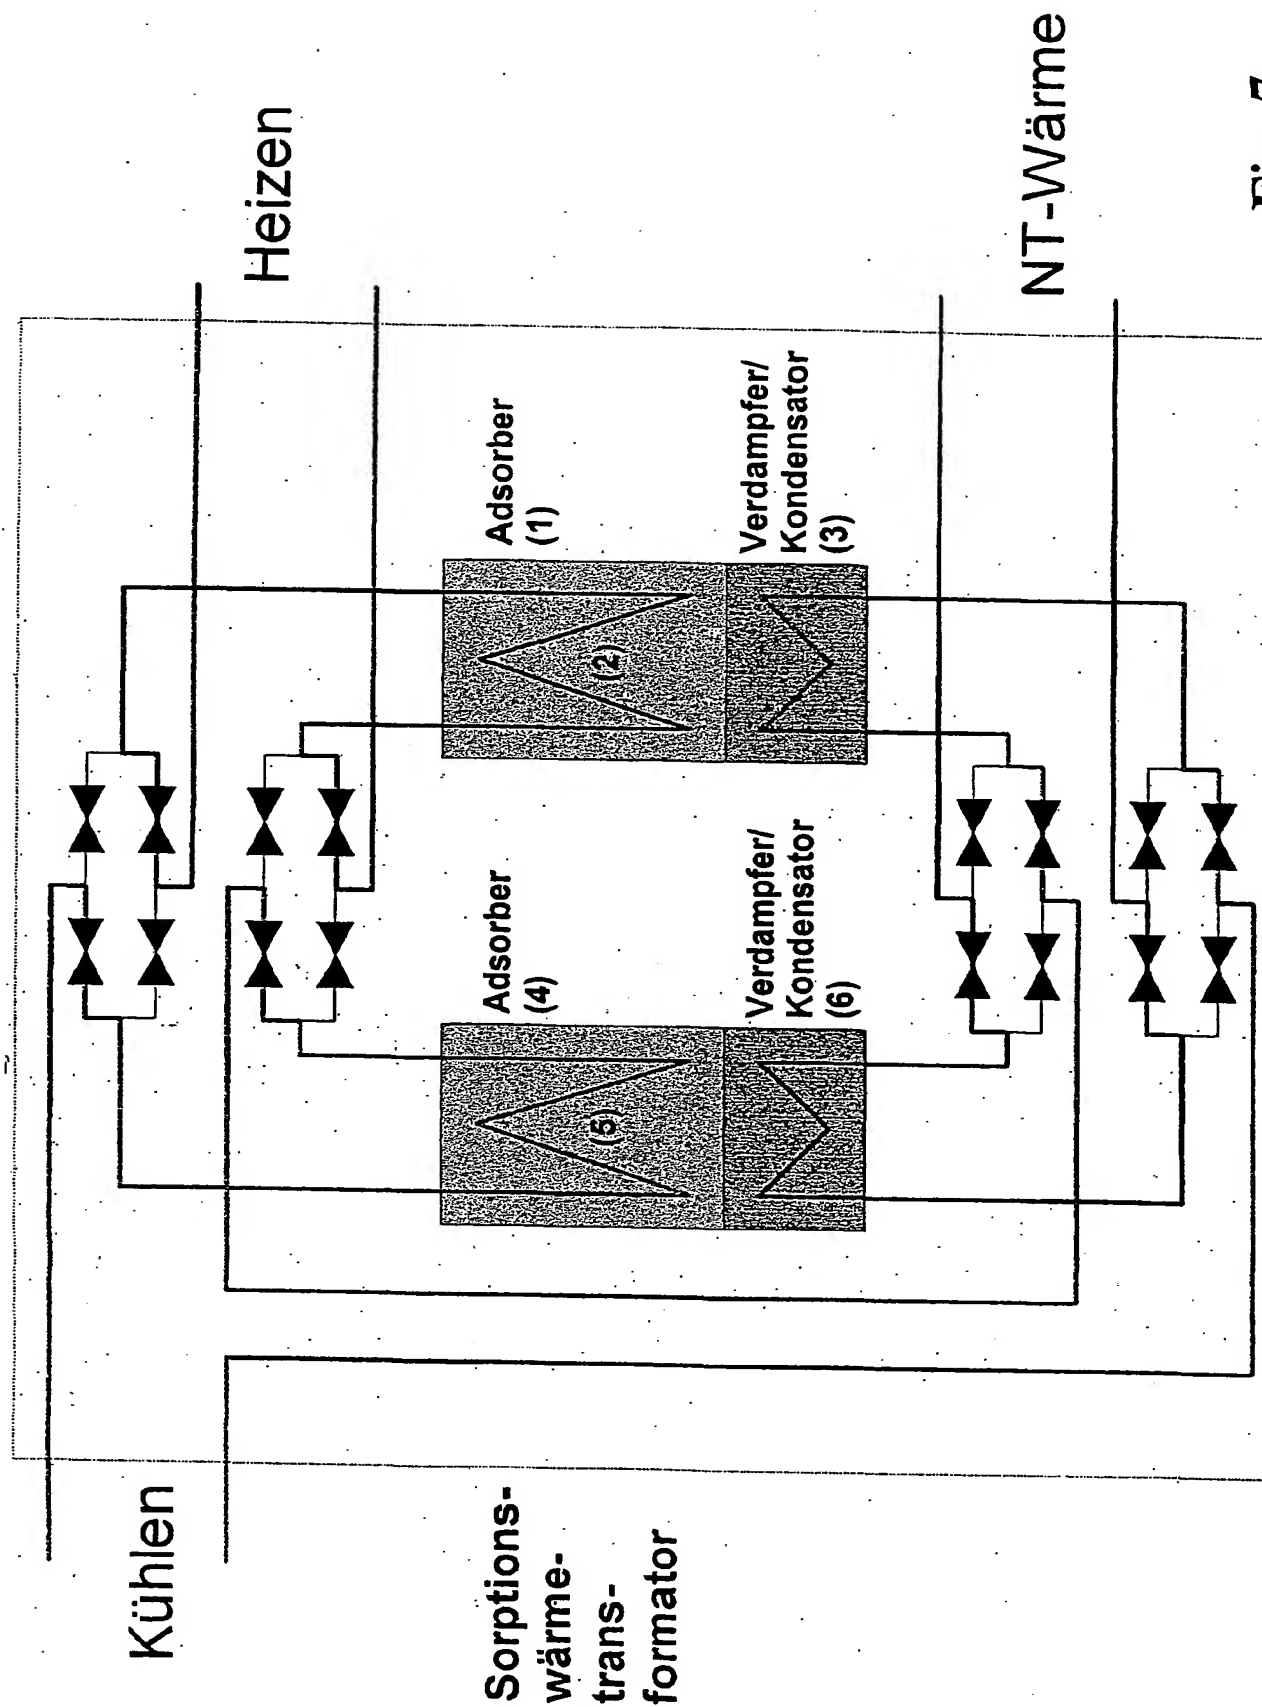 Kühlen
Heizen
Sorptions-
wärme-
trans-
formator
Adsorber
(4)
Adsorber
(1)
(5)
(2)
Verdampfer/
Kondensator
(6)
Verdampfer/
Kondensator
(3)
NT-Wärme